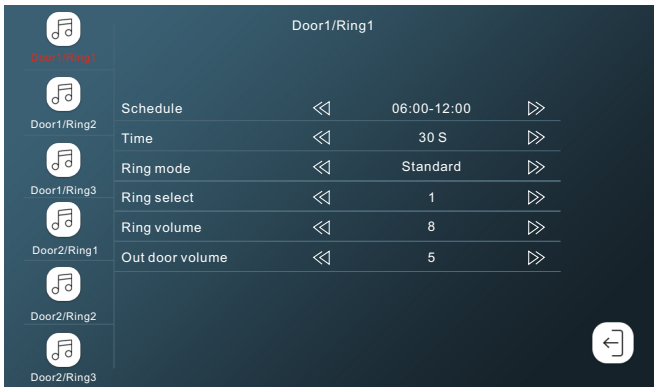 Door1/Ring1
Door1/Ring1
Door1/Ring2
Door1/Ring3
Door2/Ring1
Door2/Ring2
Door2/Ring3
Schedule 06:00-12:00
Time 30 S
Ring mode Standard
Ring select 1
Ring volume 8
Out door volume 5